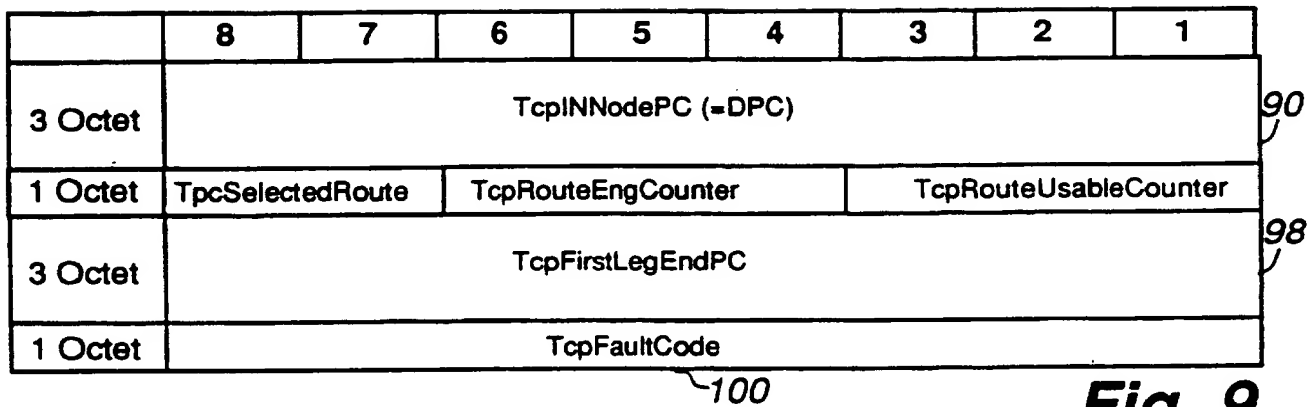 8 7 6 5 4 3 2 1
3 Octet TcpINNodePC (=DPC) 90
1 Octet TpcSelectedRoute TcpRouteEngCounter TcpRouteUsableCounter
3 Octet TcpFirstLegEndPC 98
1 Octet TcpFaultCode
100
Fig. 9